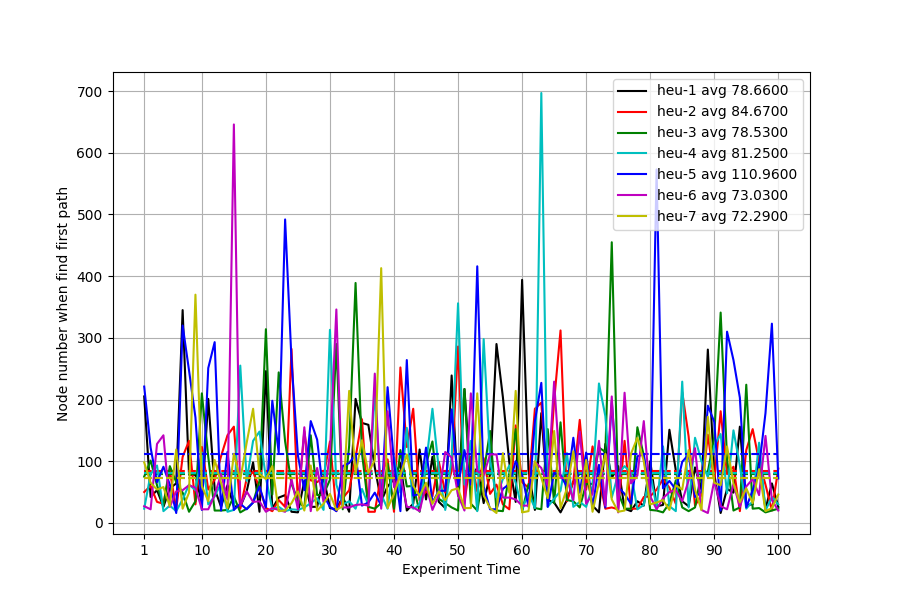 700
600
500
400
300
200
100
0
Node number when find first path
heu-1 avg 78.6600
heu-2 avg 84.6700
heu-3 avg 78.5300
heu-4 avg 81.2500
heu-5 avg 110.9600
heu-6 avg 73.0300
heu-7 avg 72.2900
1 10 20 30 40 50 60 70 80 90 100
Experiment Time